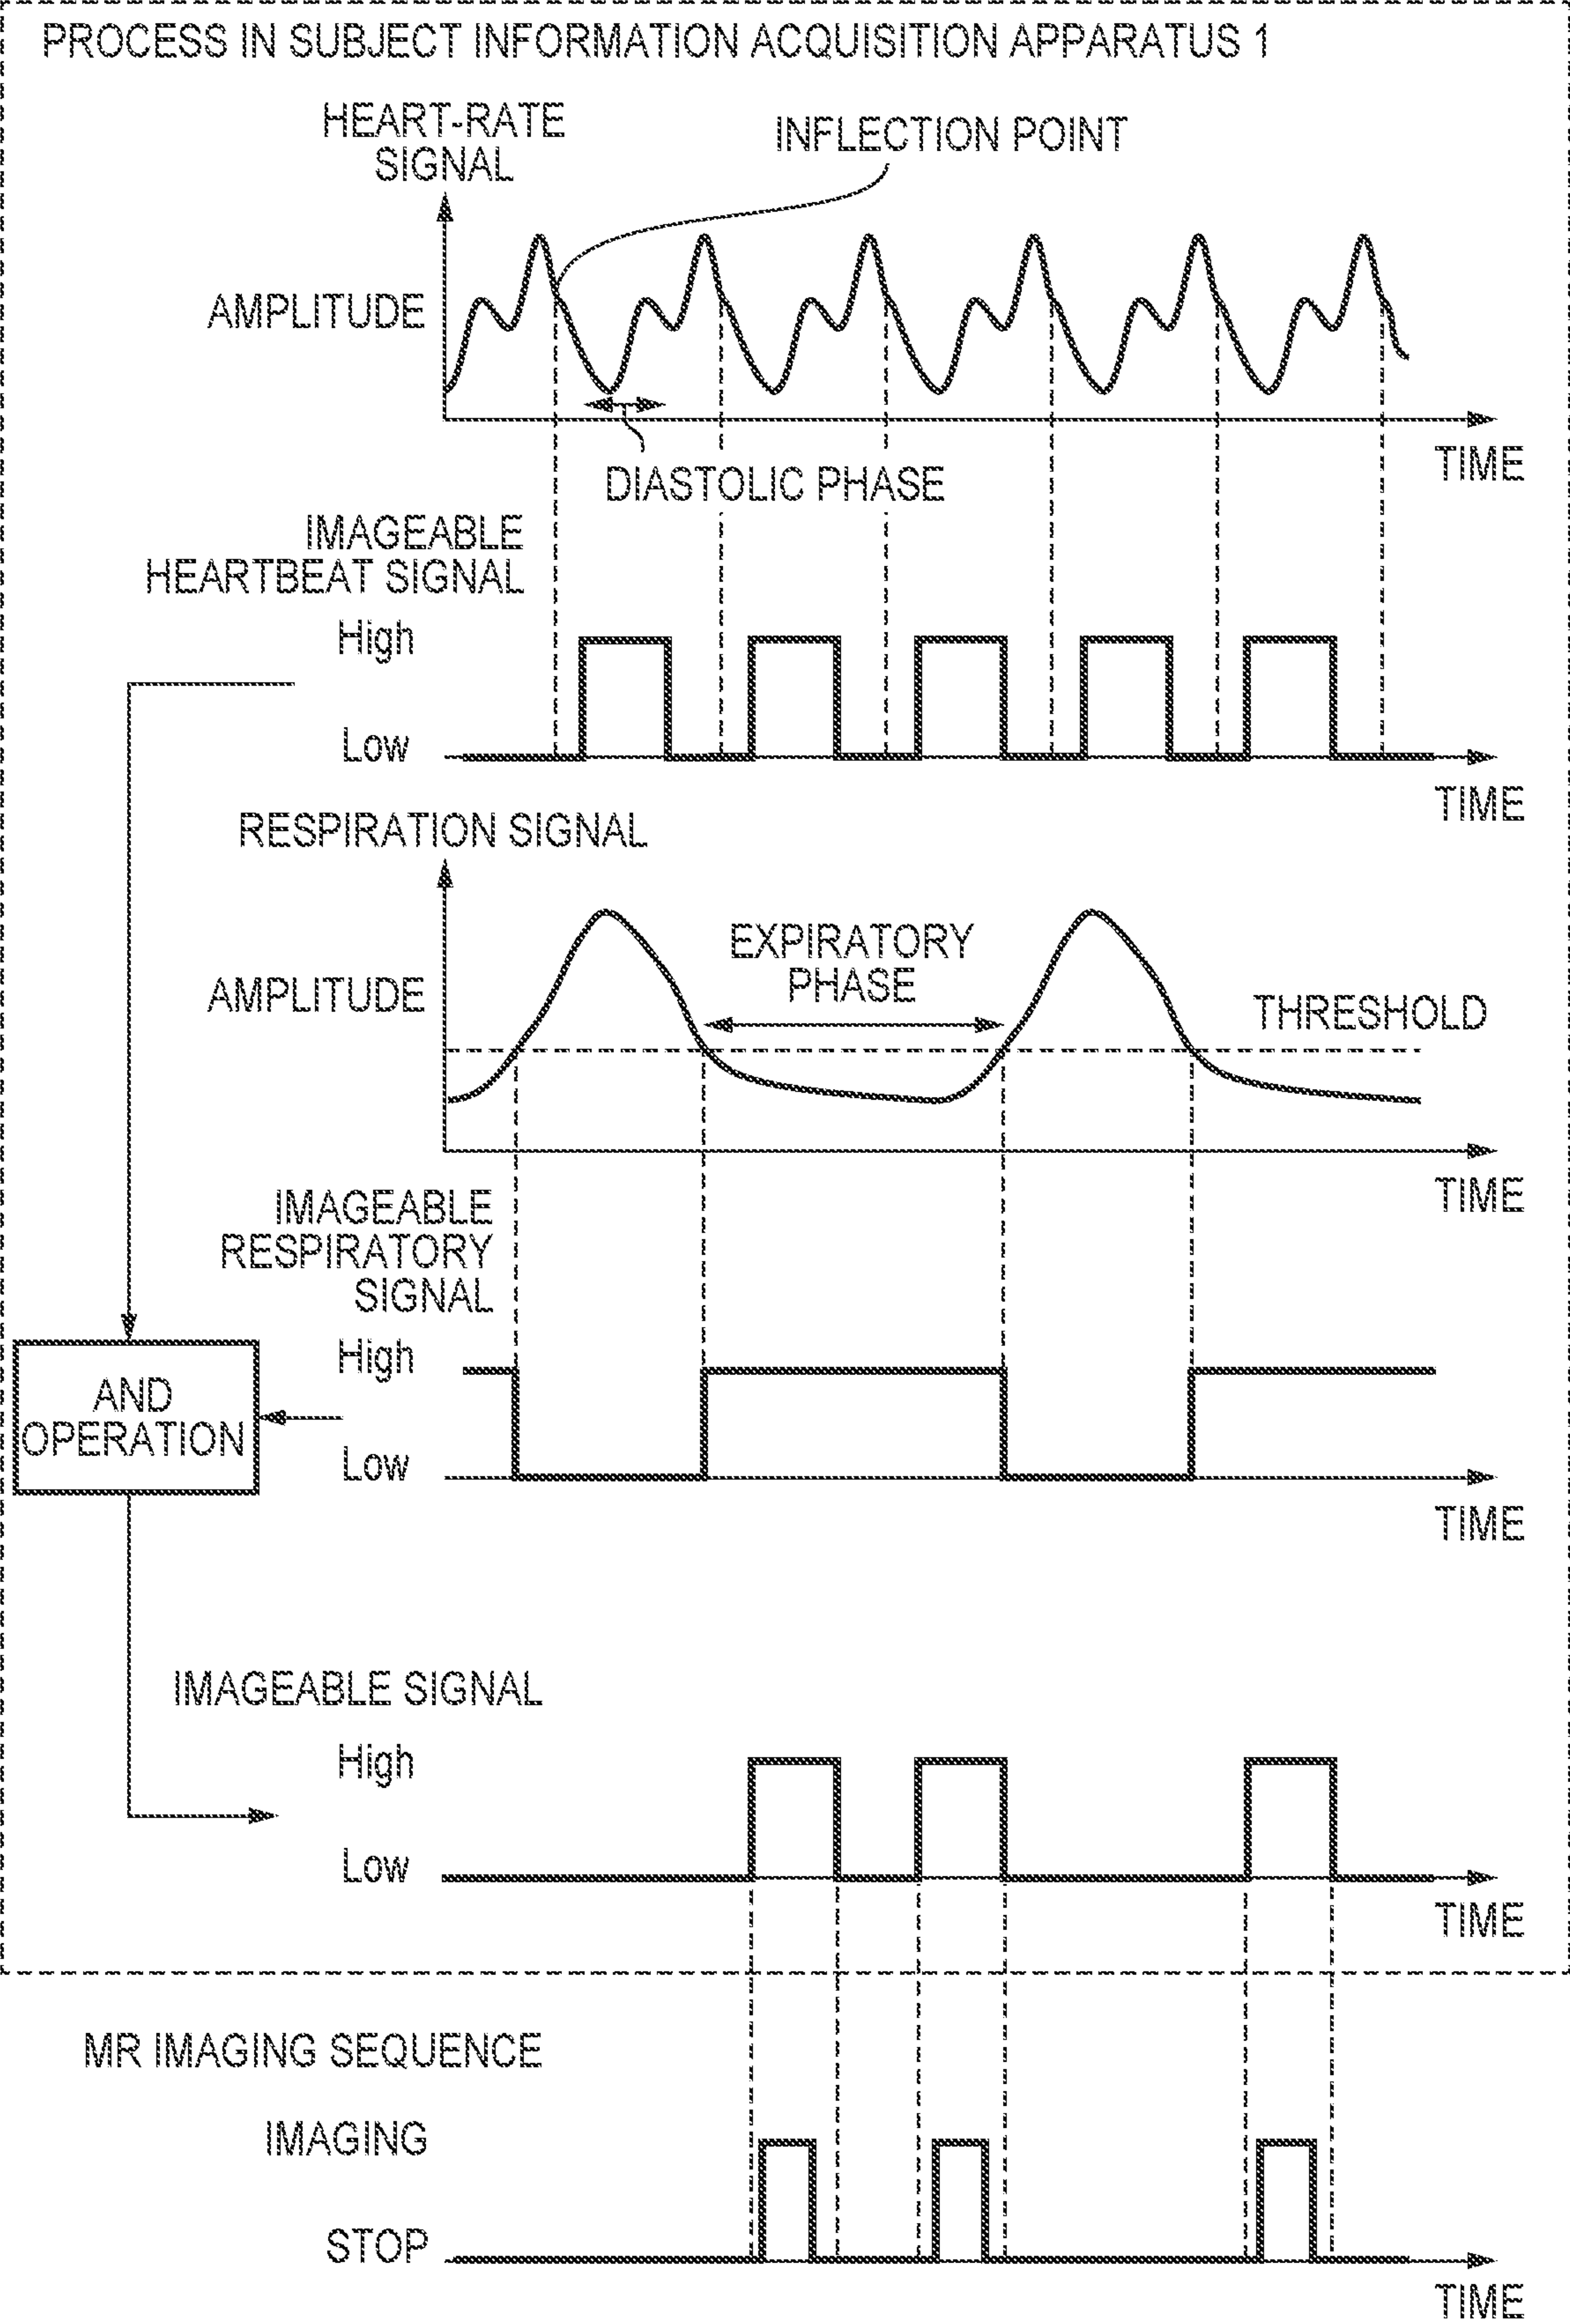 PROCESS IN SUBJECT INFORMATION ACQUISITION APPARATUS 1
HEART-RATE
SIGNAL
INFLECTION POINT
AMPLITUDE
TIME
DIASTOLIC PHASE
IMAGEABLE
HEARTBEAT SIGNAL
High
Low
TIME
RESPIRATION SIGNAL
EXPIRATORY
PHASE
AMPLITUDE
THRESHOLD
TIME
IMAGEABLE
RESPIRATORY
SIGNAL
High
AND
OPERATION
Low
TIME
IMAGEABLE SIGNAL
High
Low
TIME
MR IMAGING SEQUENCE
IMAGING
STOP
TIME